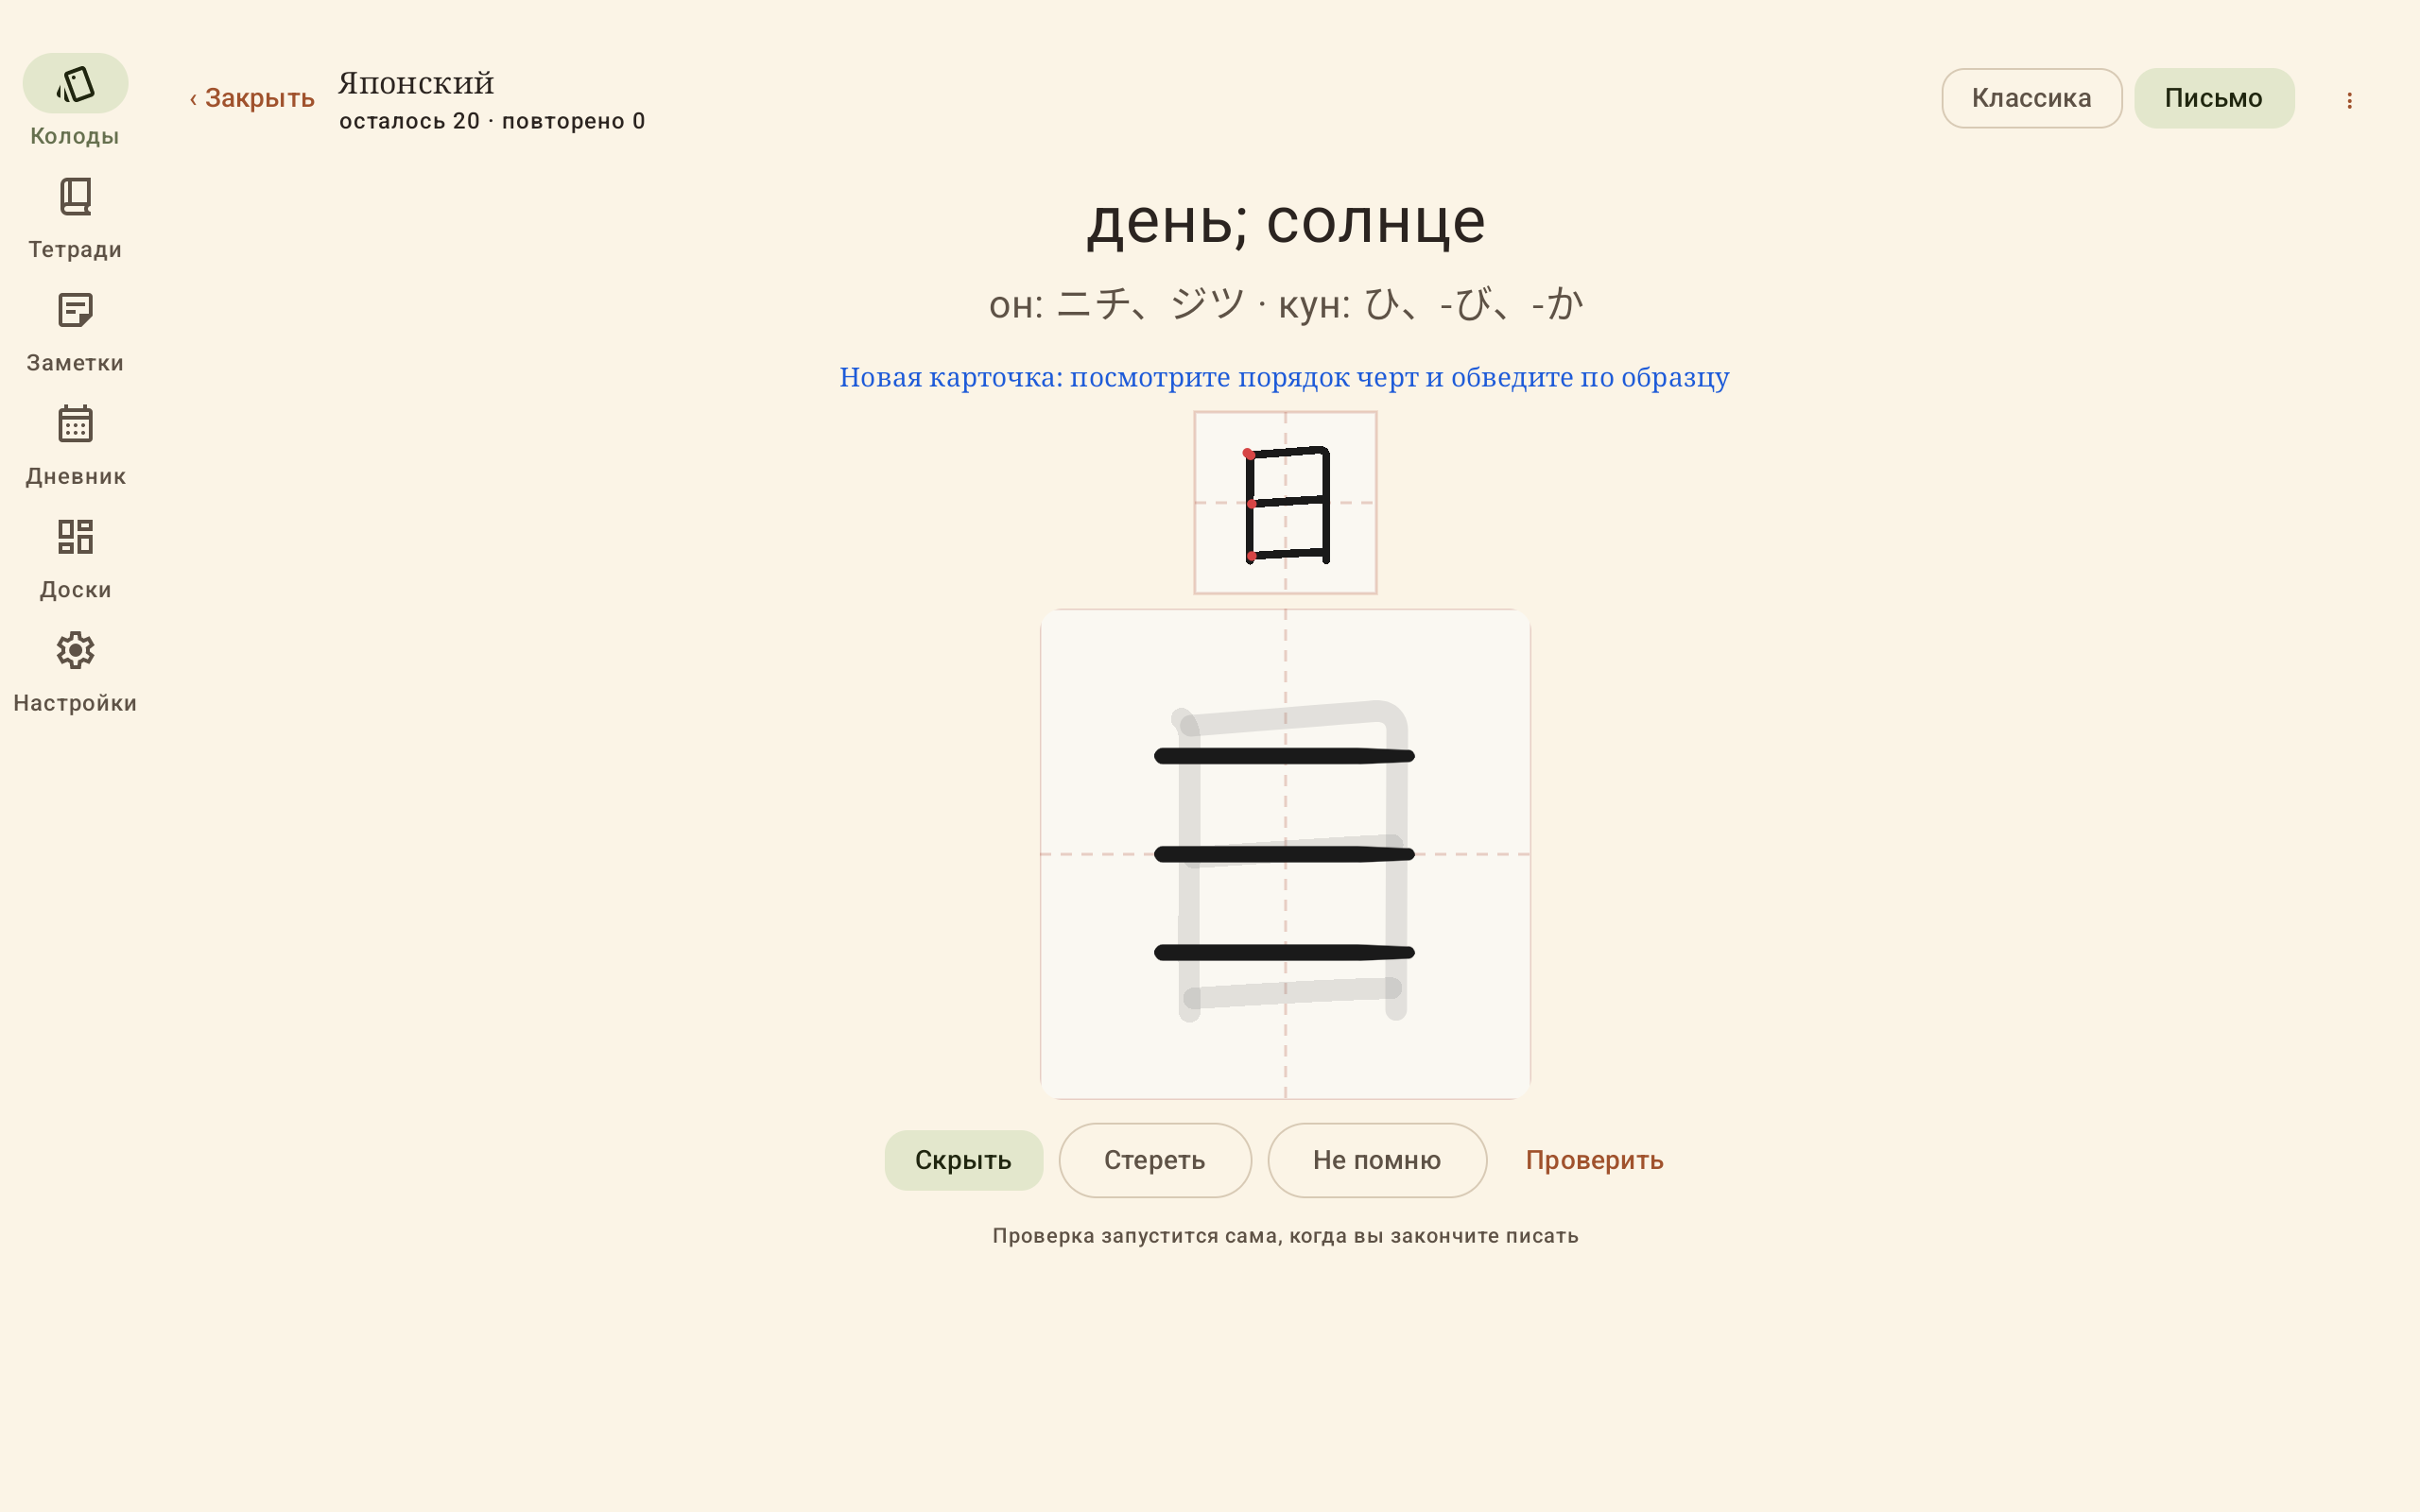 Колоды
Тетради
Заметки
Дневник
Доски
Настройки
‹ Закрыть
Японский
осталось 20 · повторено 0
Классика
Письмо
день; солнце
он: ニチ、ジツ · кун: ひ、-び、-か
Новая карточка: посмотрите порядок черт и обведите по образцу
日
三
Скрыть
Стереть
Не помню
Проверить
Проверка запустится сама, когда вы закончите писать